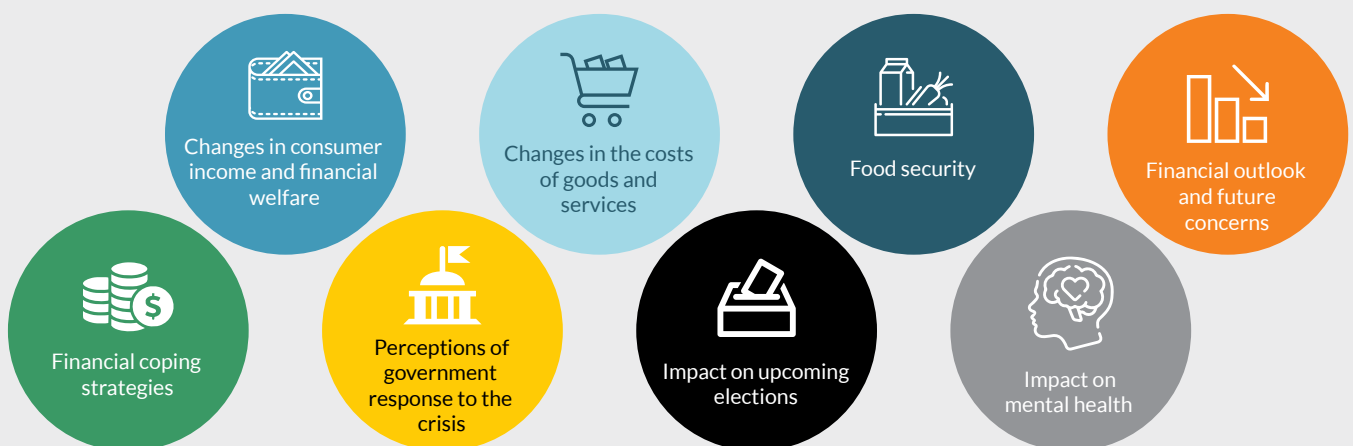 Changes in consumer
income and financial
welfare
Changes in the costs
of goods and
services
Food security
Financial outlook
and future
concerns
$
Financial coping
strategies
Perceptions of
government
response to the
crisis
Impact on upcoming
elections
Impact on
mental health